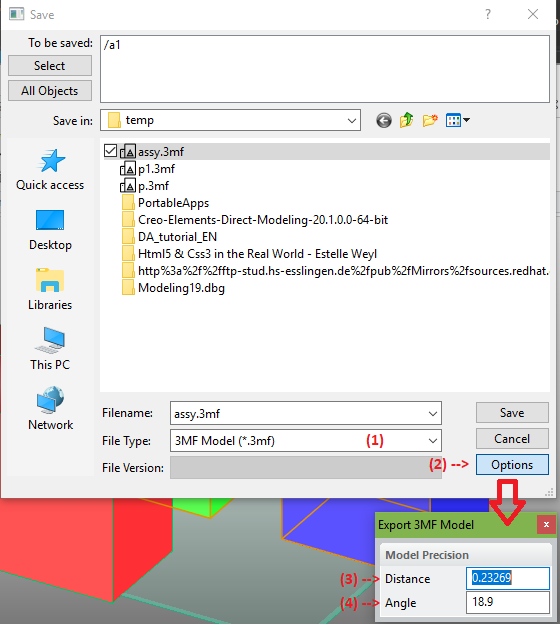 Save
?
To be saved:
/a1
Select
All Objects
Save in:
temp
Quick access
Desktop
Libraries
This PC
Network
assy.3mf
p1.3mf
p.3mf
PortableApps
Creo-Elements-Direct-Modeling-20.1.0.0-64-bit
DA_tutorial_EN
Html5 & Css3 in the Real World - Estelle Weyl
http%3a%2f%2fftp-stud.hs-esslingen.de%2fpub%2fMirrors%2fsources.redhat.
Modeling19.dbg
Filename: assy.3mf Save
File Type: 3MF Model (*.3mf) (1) Cancel
File Version: (2) --> Options
Export 3MF Model x
Model Precision
(3) --> Distance 0.23269
(4) --> Angle 18.9